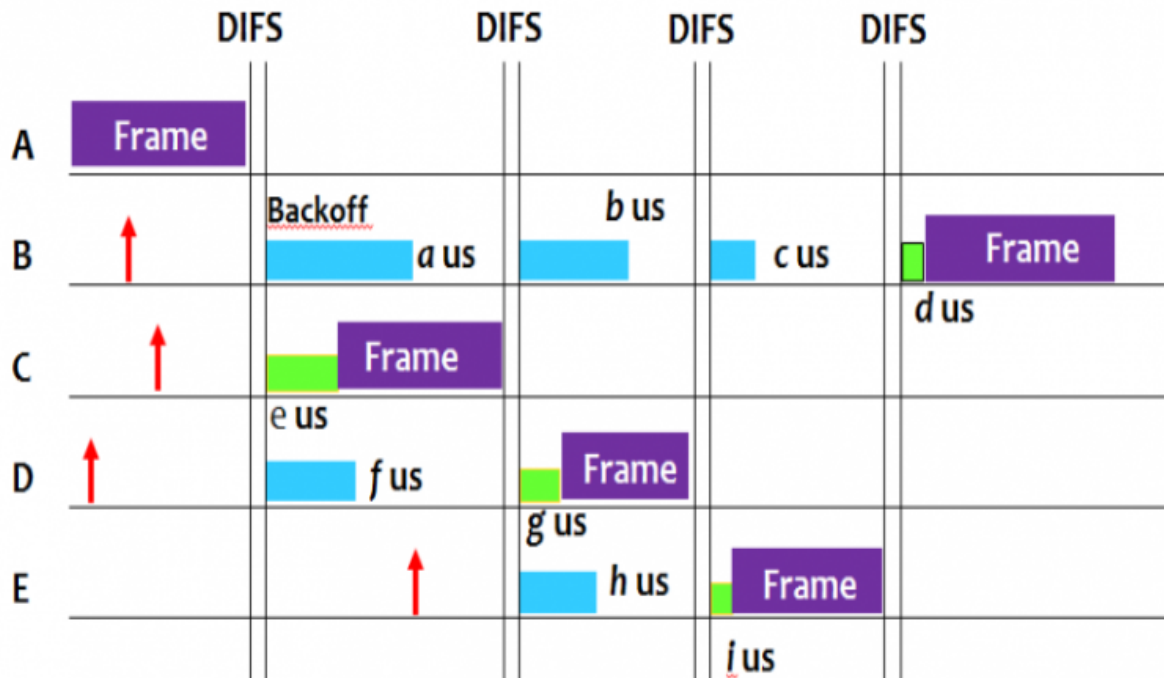 DIFS DIFS DIFS DIFS
A Frame
Backoff b us
B a us c us Frame
d us
C Frame
e us
D f us Frame
g us
E h us Frame
i us